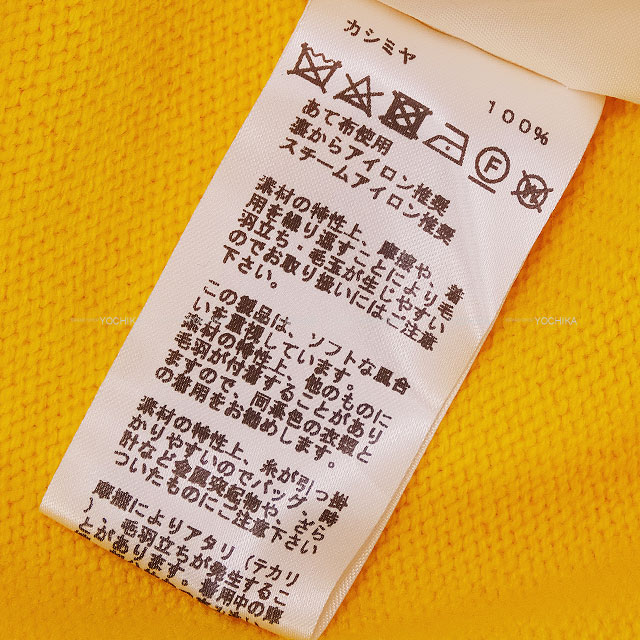 カシミヤ
100%
F
W
あて布使用
裏からアイロン推奨
スチームアイロン推奨
素材の特性上、摩擦や、着
用を繰り返すことにより毛
羽立ち・毛玉が生じやすい
のでお取り扱いにはご注意
下さい。
この製品は、ソフトな風合
いを重視しています。
素材の特性上、他のものに
毛羽が付着することがあり
ますので、同系色の衣類と
の着用をお勧めします。
素材の特性上、糸が引っ掛
かりやすいのでバッグ、時
計など金属装飾物や、ざら
ついたものにご注意下さい
摩擦によりアタリ（テカリ
）、毛羽立ちが発生するこ
とがあります。着用中の摩
YOCHIKA
YOCHIKA